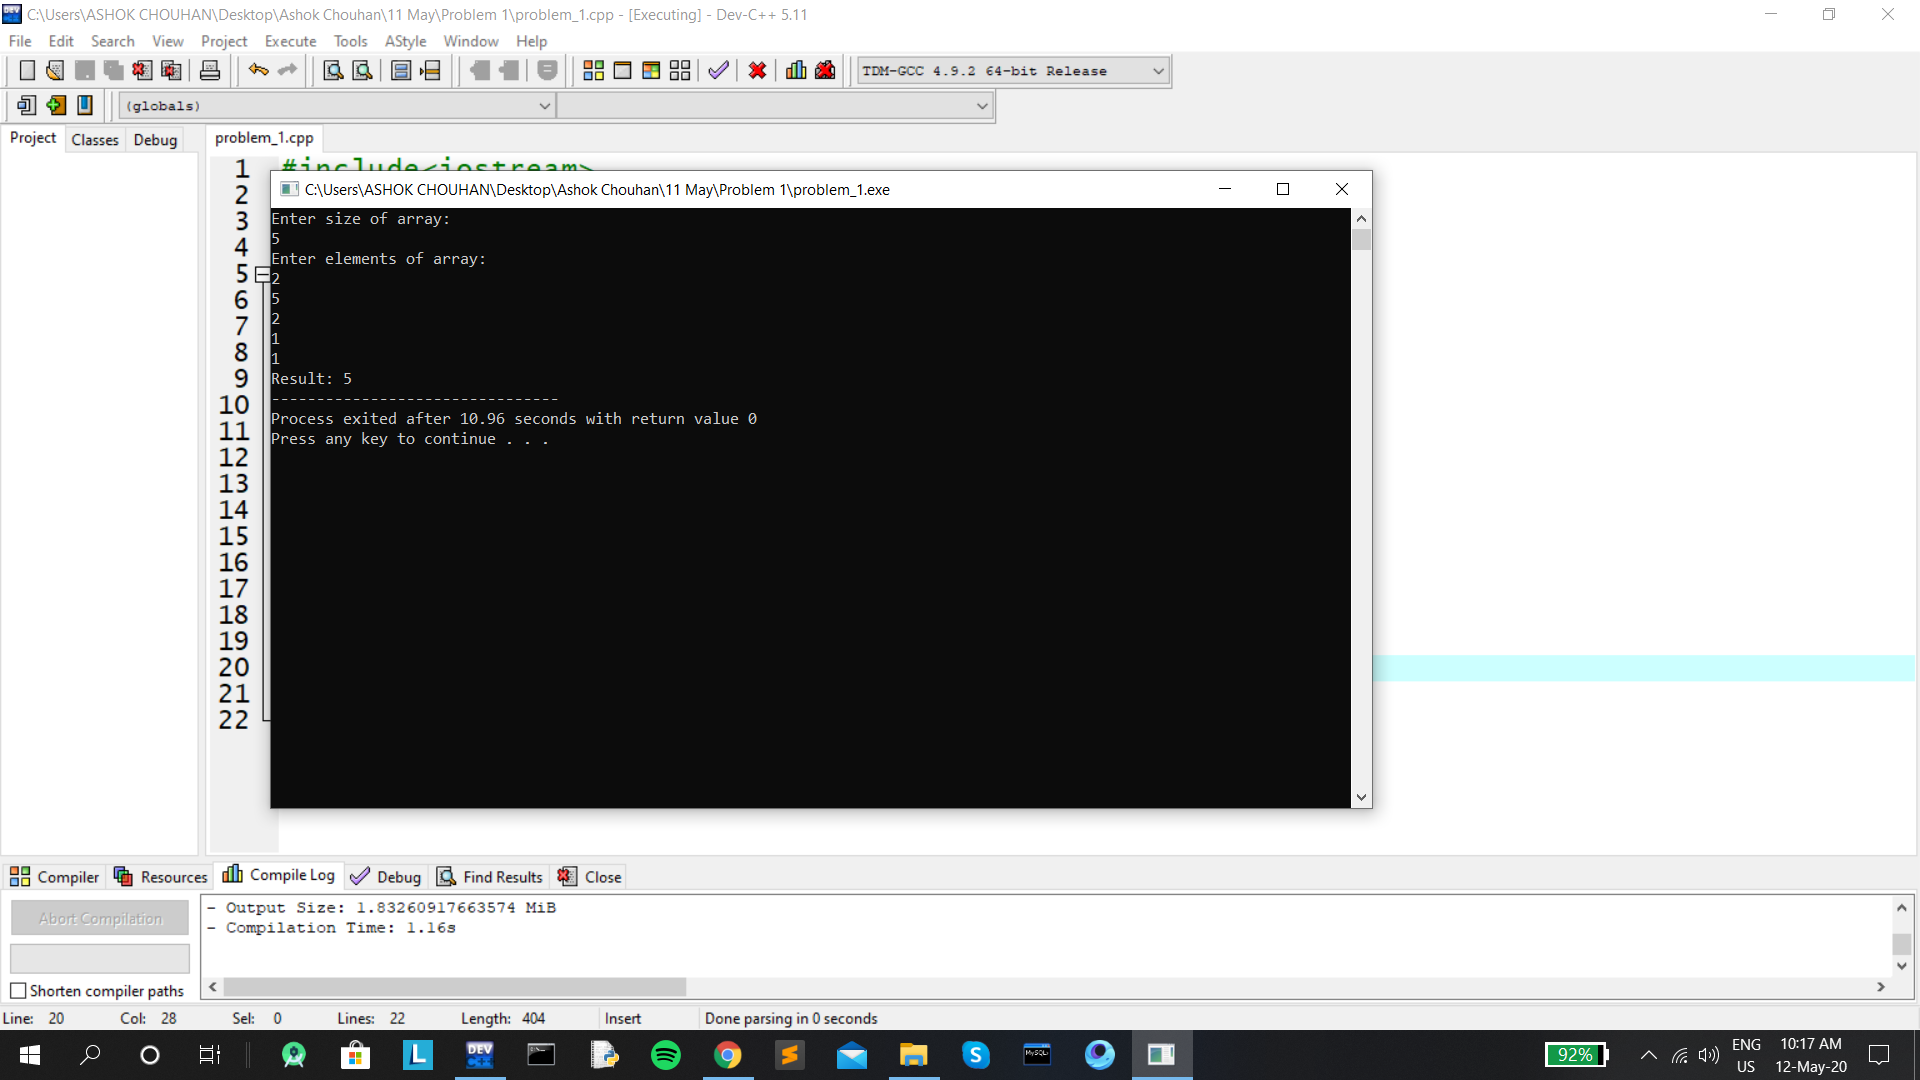 C:\Users\ASHOK CHOUHAN\Desktop\Ashok Chouhan\11 May\Problem 1\problem_1.cpp - [Executing] - Dev-C++ 5.11
File Edit Search View Project Execute Tools AStyle Window Help
TDM-GCC 4.9.2 64-bit Release
(globals)
Project Classes Debug problem_1.cpp
1 #include<iostream>
C:\Users\ASHOK CHOUHAN\Desktop\Ashok Chouhan\11 May\Problem 1\problem_1.exe
2
3
4
5
6
7
8
9
10
11
12
13
14
15
16
17
18
19
20
21
22
Enter size of array:
5
Enter elements of array:
2
5
2
1
1
Result: 5
--------------------------------
Process exited after 10.96 seconds with return value 0
Press any key to continue . . .
Compiler Resources Compile Log Debug Find Results Close
Abort Compilation
- Output Size: 1.83260917663574 MiB
- Compilation Time: 1.16s
Shorten compiler paths
Line: 20 Col: 28 Sel: 0 Lines: 22 Length: 404 Insert Done parsing in 0 seconds
L
DEV C++
MySQL
92%
ENG
US
10:17 AM
12-May-20